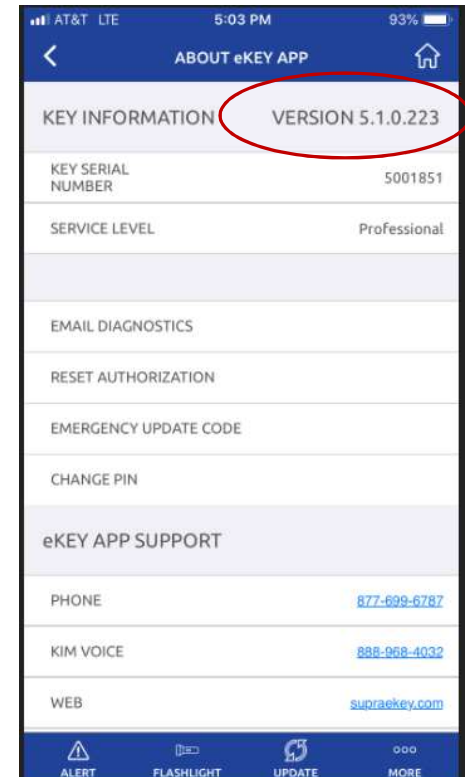 AT&T LTE 5:03 PM 93%
ABOUT eKEY APP
KEY INFORMATION VERSION 5.1.0.223
KEY SERIAL
NUMBER 5001851
SERVICE LEVEL Professional
EMAIL DIAGNOSTICS
RESET AUTHORIZATION
EMERGENCY UPDATE CODE
CHANGE PIN
eKEY APP SUPPORT
PHONE 877-699-6787
KIM VOICE 888-968-4032
WEB supraekey.com
ALERT FLASHLIGHT UPDATE MORE